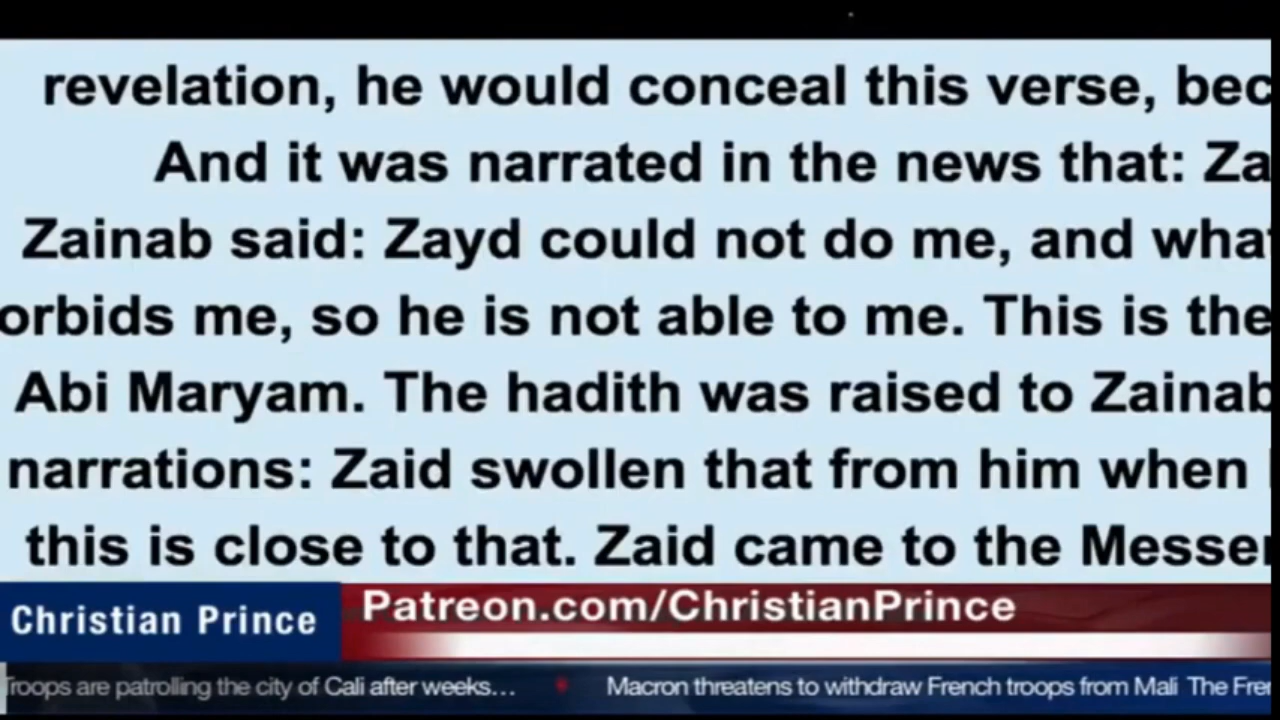 revelation, he would conceal this verse, bec
And it was narrated in the news that: Za
Zainab said: Zayd could not do me, and what
orbids me, so he is not able to me. This is the
Abi Maryam. The hadith was raised to Zainab
narrations: Zaid swollen that from him when
this is close to that. Zaid came to the Messer
Christian Prince
Patreon.com/ChristianPrince
Troops are patrolling the city of Cali after weeks... Macron threatens to withdraw French troops from Mali The Fre